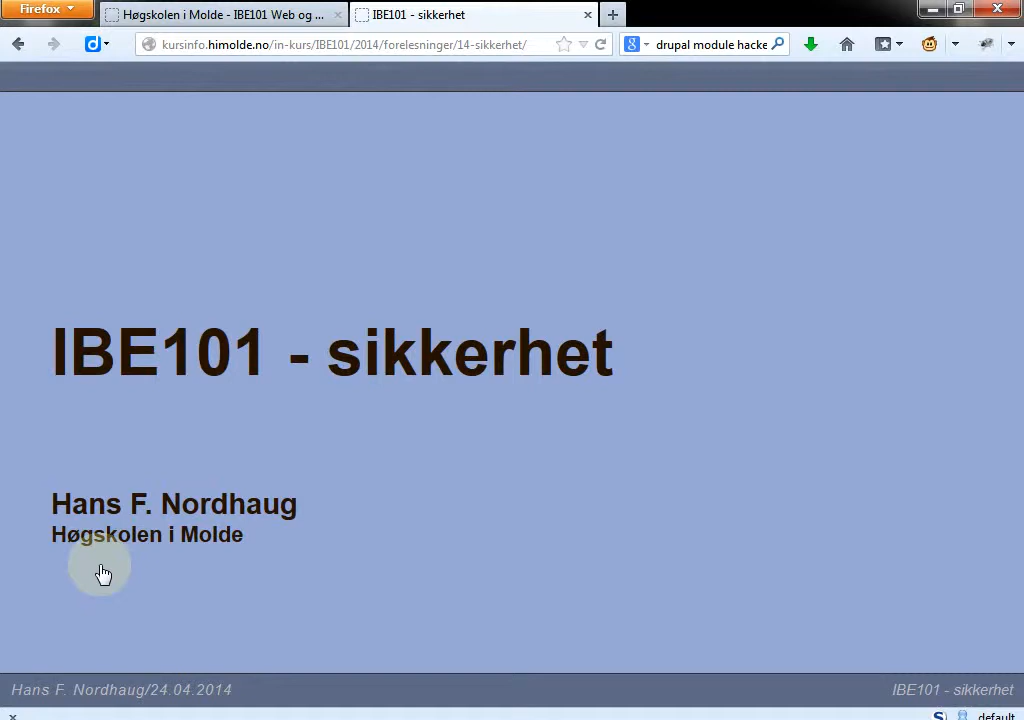 Firefox
Høgskolen i Molde - IBE101 Web og ...
IBE101 - sikkerhet
kursinfo.himolde.no/in-kurs/IBE101/2014/forelesninger/14-sikkerhet/
drupal module hacke
IBE101 - sikkerhet
Hans F. Nordhaug
Høgskolen i Molde
Hans F. Nordhaug/24.04.2014
IBE101 - sikkerhet
default